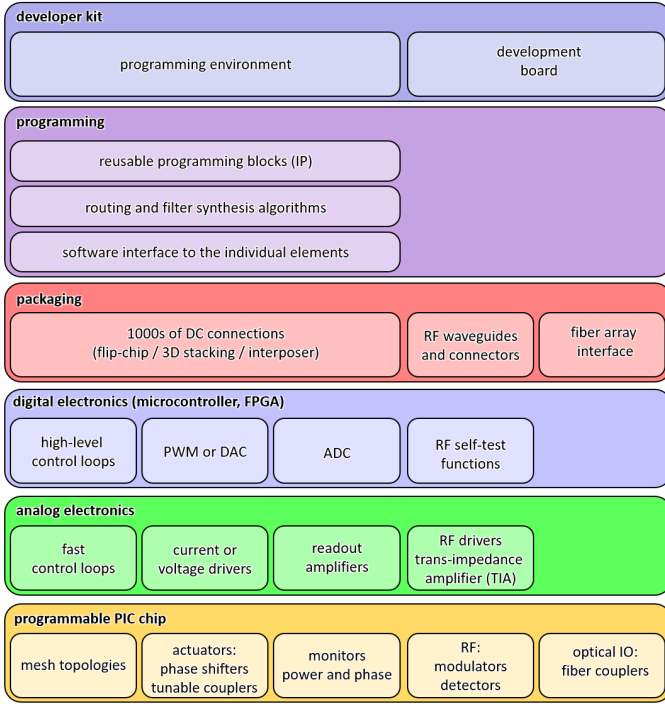 developer kit
programming environment
development
board
programming
reusable programming blocks (IP)
routing and filter synthesis algorithms
software interface to the individual elements
packaging
1000s of DC connections
(flip-chip / 3D stacking / interposer)
RF waveguides
and connectors
fiber array
interface
digital electronics (microcontroller, FPGA)
high-level
control loops
PWM or DAC
ADC
RF self-test
functions
analog electronics
fast
control loops
current or
voltage drivers
readout
amplifiers
RF drivers
trans-impedance
amplifier (TIA)
programmable PIC chip
mesh topologies
actuators:
phase shifters
tunable couplers
monitors
power and phase
RF:
modulators
detectors
optical IO:
fiber couplers